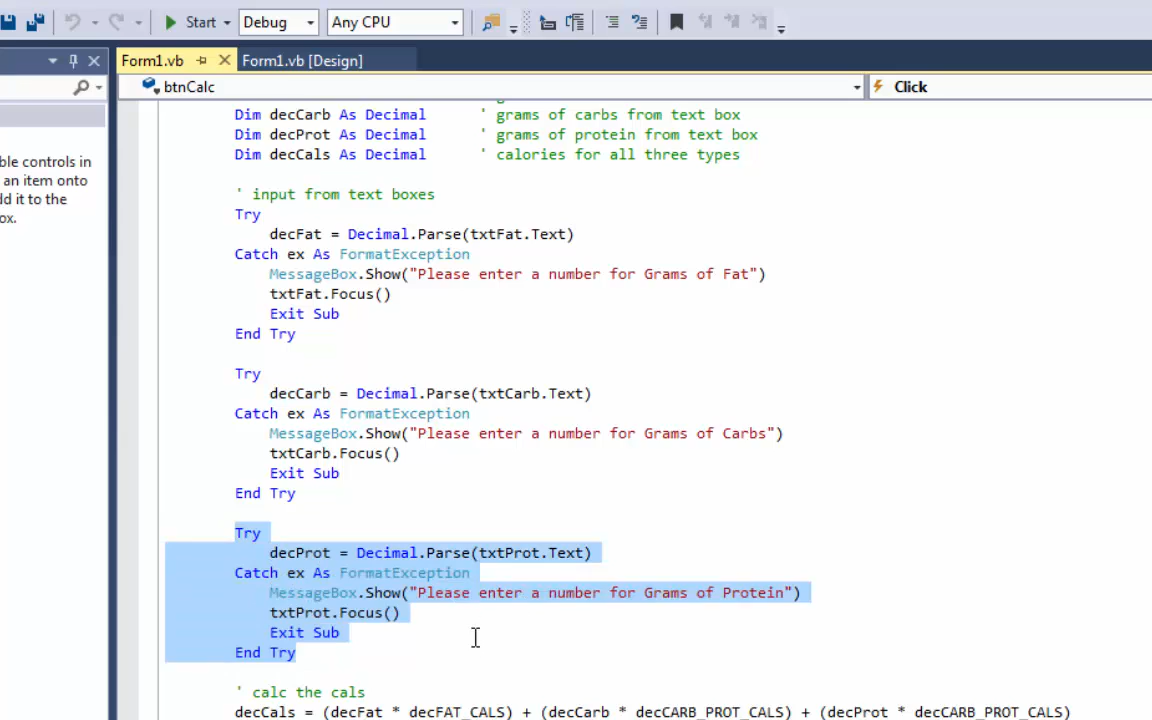 Start Debug Any CPU
Form1.vb Form1.vb [Design]
btnCalc Click
ble controls in
an item onto
dd it to the
ox.
Dim decCarb As Decimal ' grams of carbs from text box
Dim decProt As Decimal ' grams of protein from text box
Dim decCals As Decimal ' calories for all three types
' input from text boxes
Try
decFat = Decimal.Parse(txtFat.Text)
Catch ex As FormatException
MessageBox.Show("Please enter a number for Grams of Fat")
txtFat.Focus()
Exit Sub
End Try
Try
decCarb = Decimal.Parse(txtCarb.Text)
Catch ex As FormatException
MessageBox.Show("Please enter a number for Grams of Carbs")
txtCarb.Focus()
Exit Sub
End Try
Try
decProt = Decimal.Parse(txtProt.Text)
Catch ex As FormatException
MessageBox.Show("Please enter a number for Grams of Protein")
txtProt.Focus()
Exit Sub
End Try
' calc the cals
decCals = (decFat * decFAT_CALS) + (decCarb * decCARB_PROT_CALS) + (decProt * decCARB_PROT_CALS)